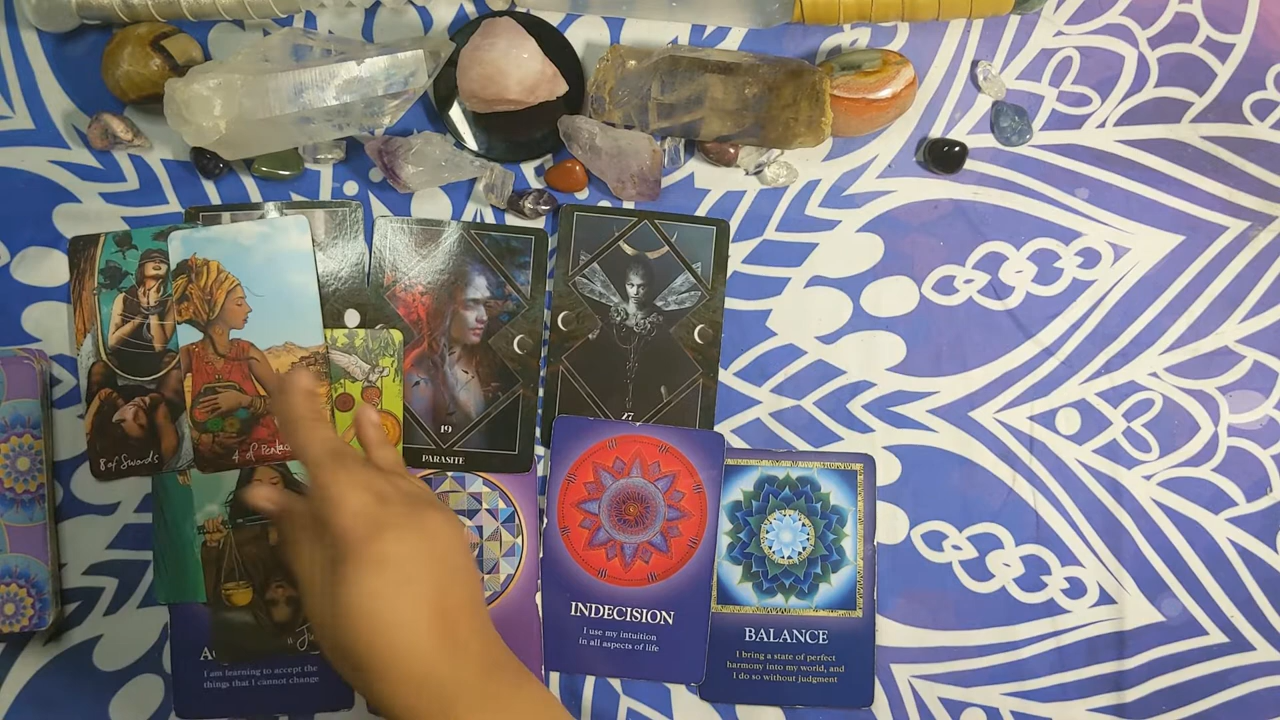 8 of Swords
4 of Penta
19
PARASITE
27
INDECISION
I use my intuition
in all aspects of life
BALANCE
I bring a state of perfect
harmony into my world, and
I do so without judgment
I am learning to accept the
things that I cannot change